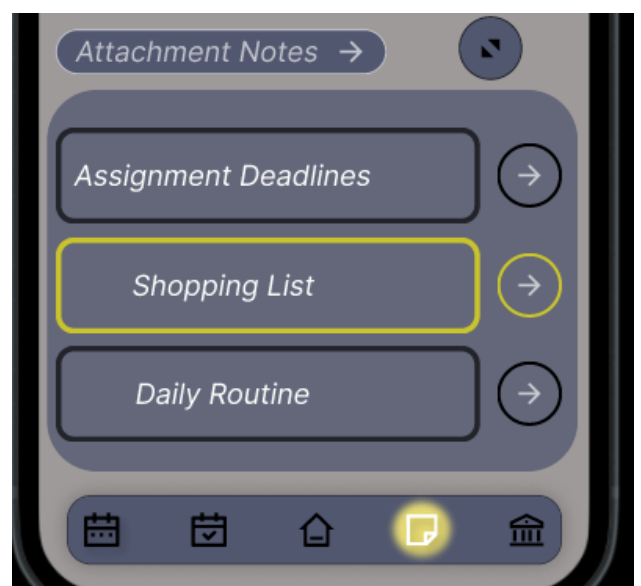 Attachment Notes →
Assignment Deadlines
Shopping List
Daily Routine